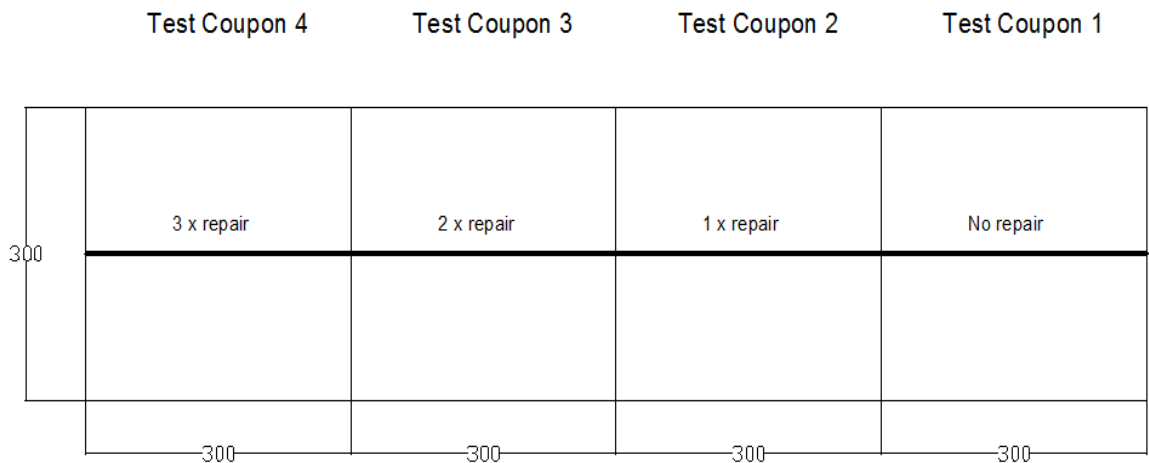 Test Coupon 4 Test Coupon 3 Test Coupon 2 Test Coupon 1
3 x repair 2 x repair 1 x repair No repair
300
300 300 300 300